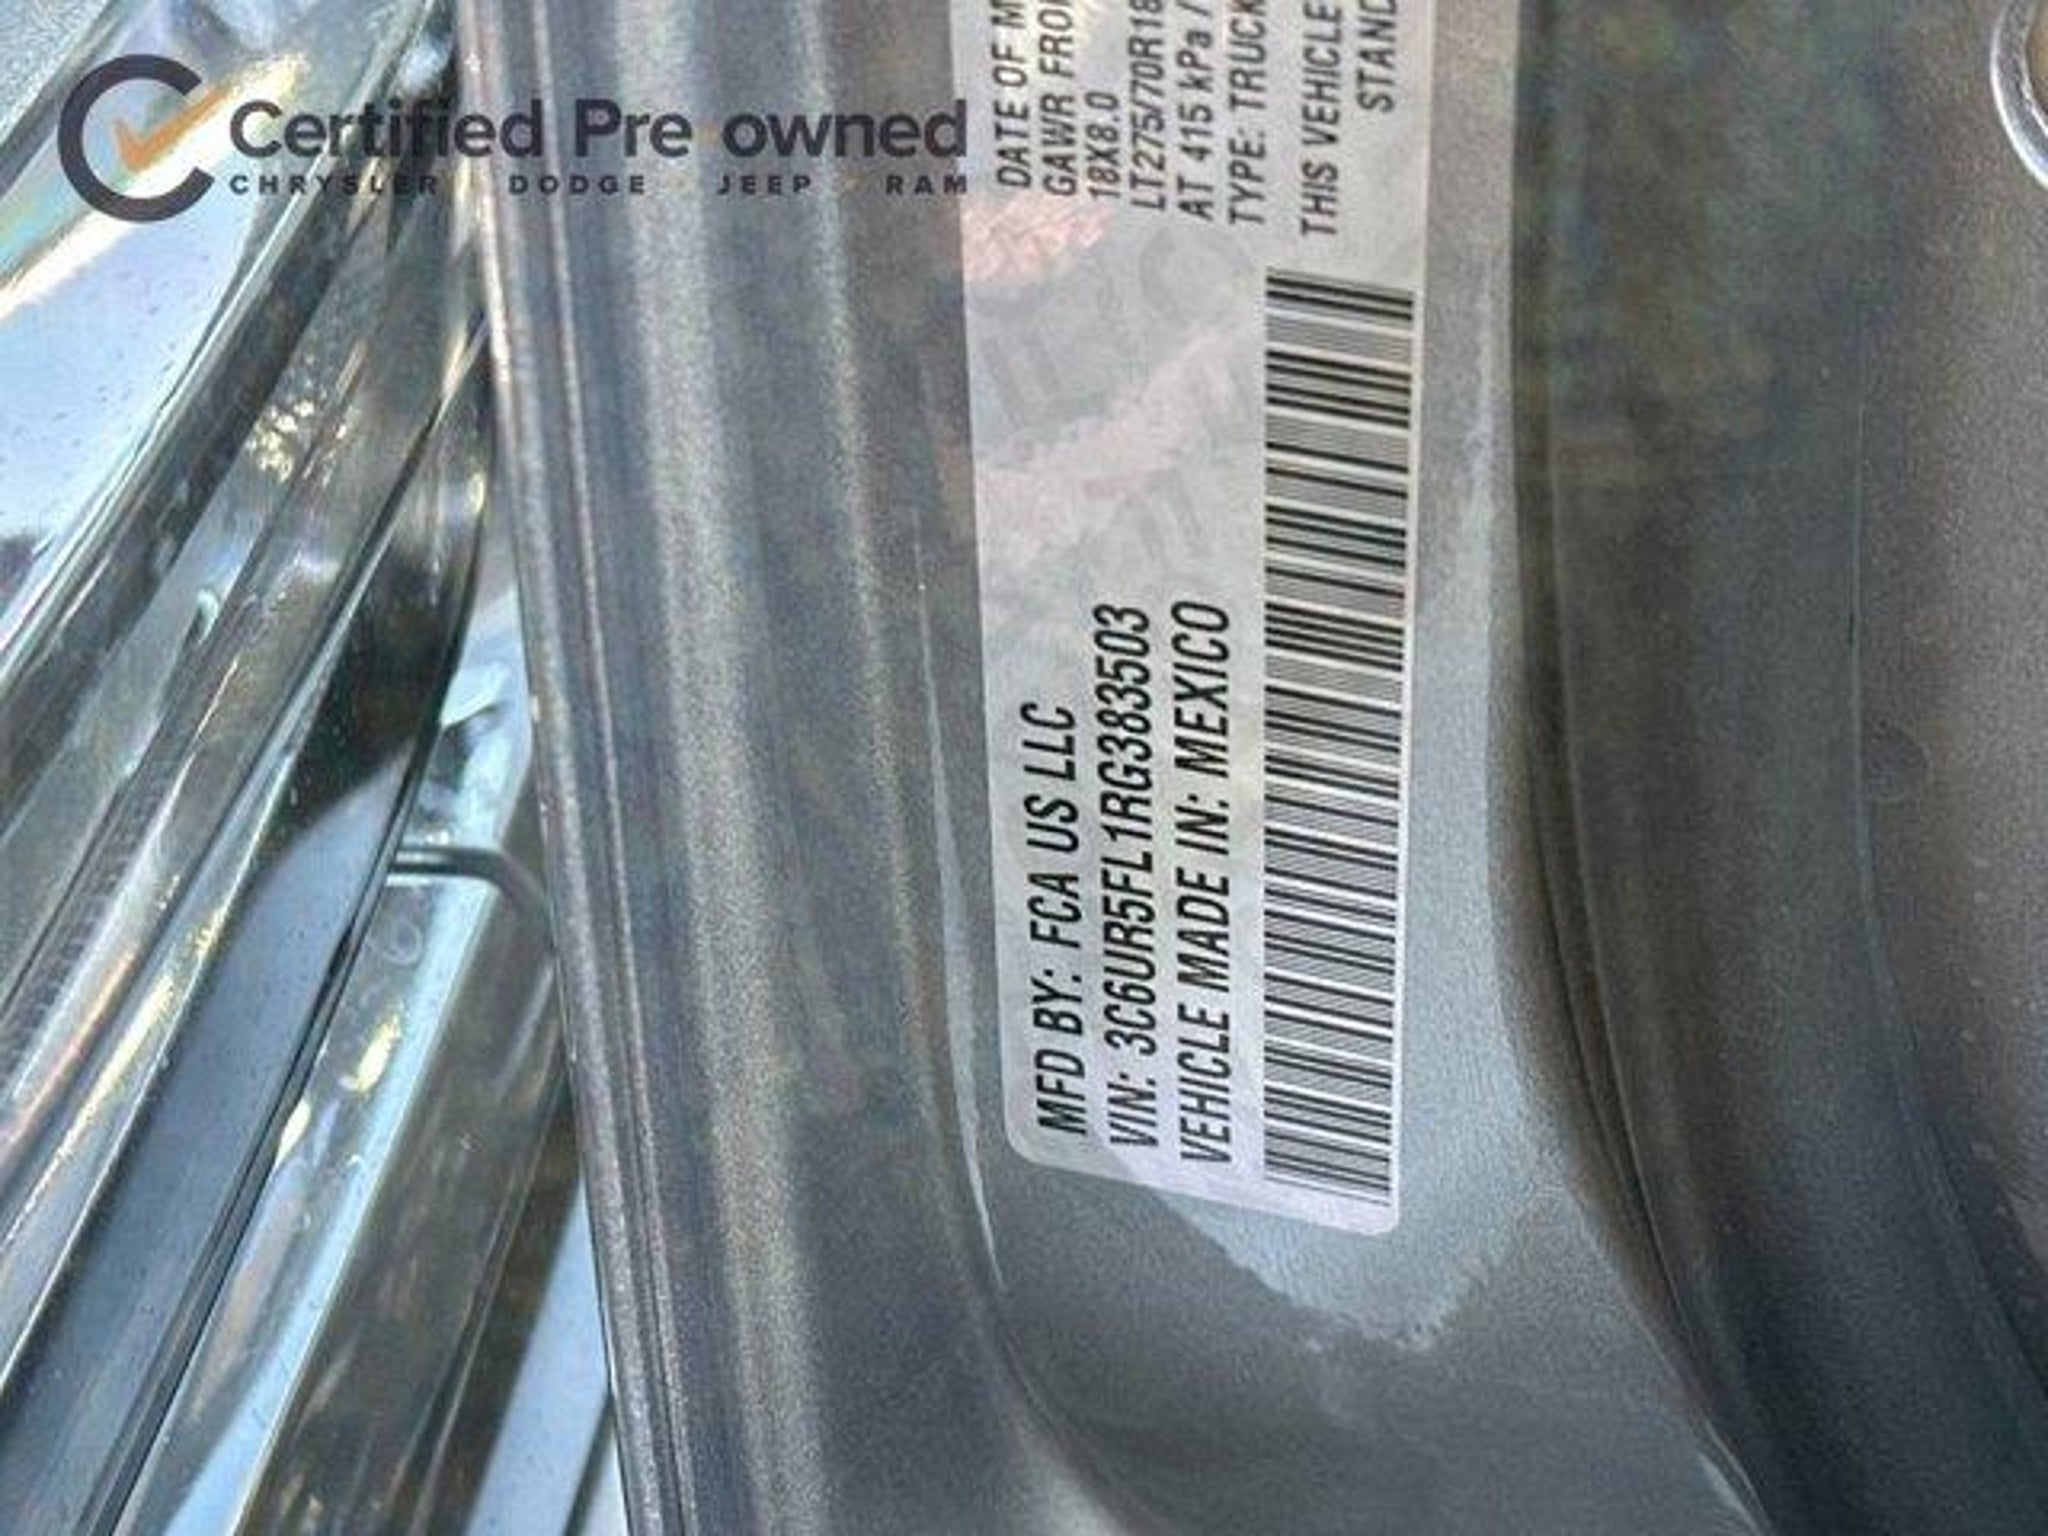 Certified Pre owned
CHRYSLER DODGE JEEP RAM
DATE OF M
GAWR FRO
18X8.0
LT275/70R18
AT 415 kPa /
TYPE: TRUCK
THIS VEHICLE
STAND
MFD BY: FCA US LLC
VIN: 3C6UR5FL1RG383503
VEHICLE MADE IN: MEXICO